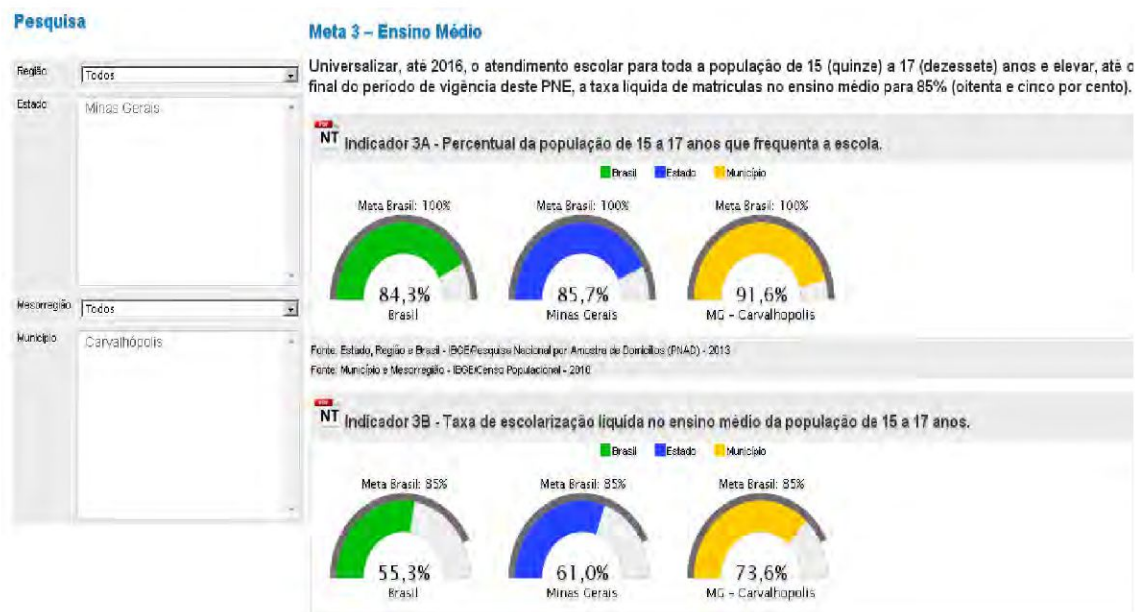 Pesquisa
Região
Todos
Estado
Minas Gerais
Mesorregião
Todos
Município
Carvalhópolis
Meta 3 – Ensino Médio
Universalizar, até 2016, o atendimento escolar para toda a população de 15 (quinze) a 17 (dezessete) anos e elevar, até o
final do período de vigência deste PNE, a taxa líquida de matrículas no ensino médio para 85% (oitenta e cinco por cento).
PDF
NT
Indicador 3A - Percentual da população de 15 a 17 anos que frequenta a escola.
Brasil Estado Município
Meta Brasil: 100% Meta Brasil: 100% Meta Brasil: 100%
84,3% 85,7% 91,6%
Brasil Minas Gerais MG - Carvalhopolis
Fonte: Estado, Região e Brasil - IBGE/Pesquisa Nacional por Amostra de Domicílios (PNAD) - 2013
Fonte: Município e Mesorregião - IBGE/Censo Populacional - 2010
PDF
NT
Indicador 3B - Taxa de escolarização líquida no ensino médio da população de 15 a 17 anos.
Brasil Estado Município
Meta Brasil: 85% Meta Brasil: 85% Meta Brasil: 85%
55,3% 61,0% 73,6%
Brasil Minas Gerais MG - Carvalhopolis